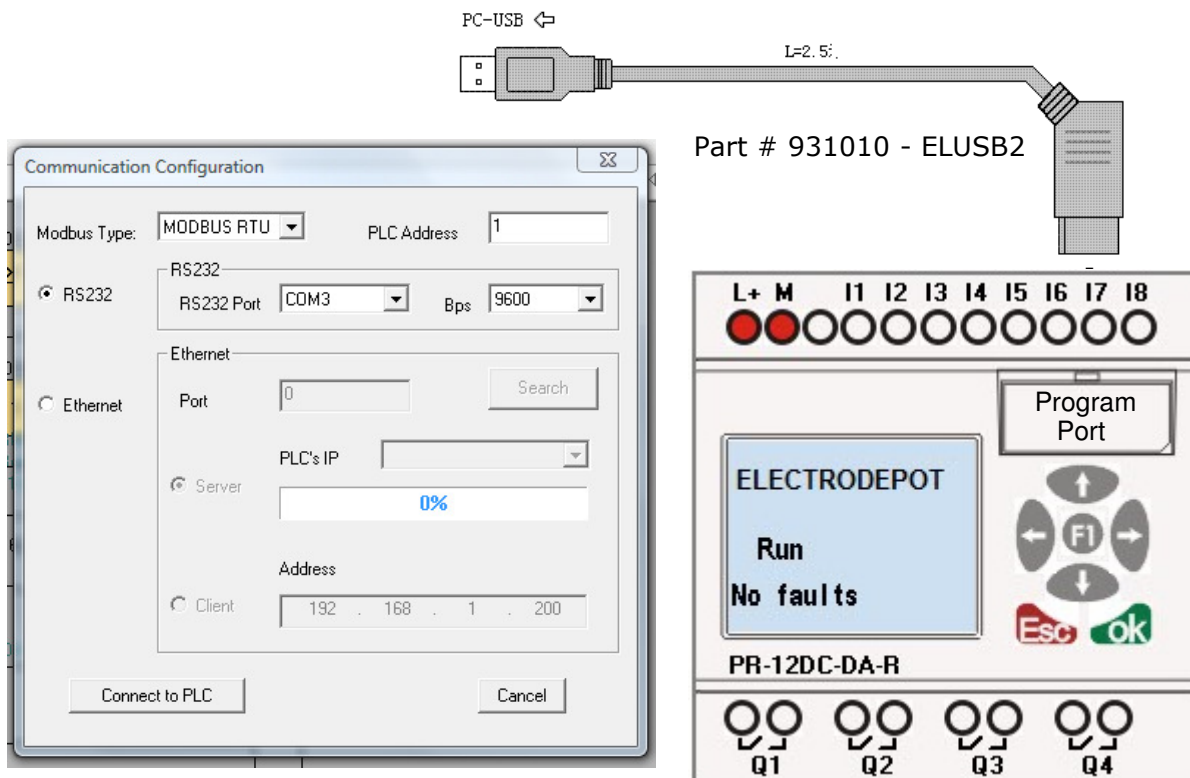 PC-USB
L=2.5
Part # 931010 - ELUSB2
Communication Configuration
Modbus Type: MODBUS RTU PLC Address 1
RS232
RS232 RS232 Port COM3 Bps 9600
Ethernet
Ethernet Port 0 Search
PLC's IP
Server
0%
Address
Client 192 . 168 . 1 . 200
Connect to PLC Cancel
L+ M I1 I2 I3 I4 I5 I6 I7 I8
Program
Port
ELECTRODEPOT
F1
Run
No faults
Esc ok
PR-12DC-DA-R
Q1 Q2 Q3 Q4